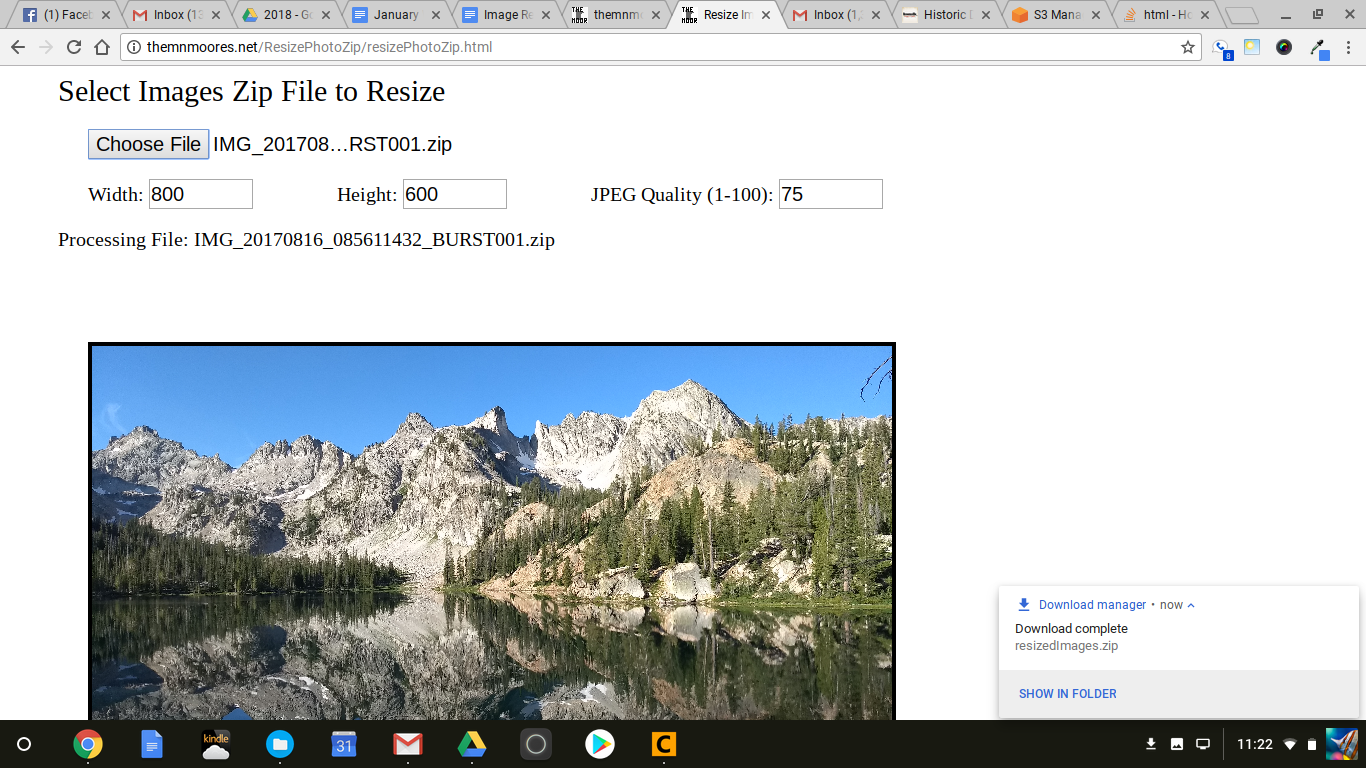 (1) Faceb
Inbox (13
2018 - Go
January
Image Re
themnm
Resize Im
Inbox (1,
Historic
S3 Mana
html - Ho
themnmoores.net/ResizePhotoZip/resizePhotoZip.html
8
Select Images Zip File to Resize
Choose File IMG_201708…RST001.zip
Width: 800 Height: 600 JPEG Quality (1-100): 75
Processing File: IMG_20170816_085611432_BURST001.zip
Download manager • now
Download complete
resizedImages.zip
SHOW IN FOLDER
kindle
31
C
11:22